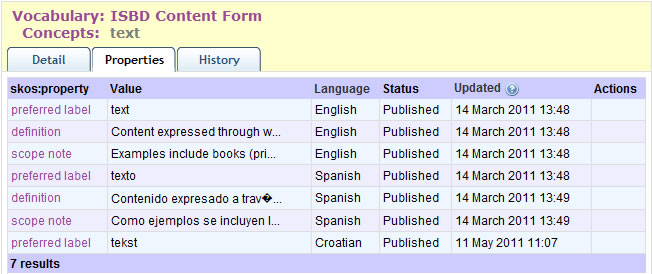 Vocabulary: ISBD Content Form
Concepts: text
Detail Properties History
skos:property Value Language Status Updated ? Actions
preferred label text English Published 14 March 2011 13:48
definition Content expressed through w... English Published 14 March 2011 13:48
scope note Examples include books (pri... English Published 14 March 2011 13:48
preferred label texto Spanish Published 14 March 2011 13:48
definition Contenido expresado a trav�... Spanish Published 14 March 2011 13:49
scope note Como ejemplos se incluyen l... Spanish Published 14 March 2011 13:49
preferred label tekst Croatian Published 11 May 2011 11:07
7 results